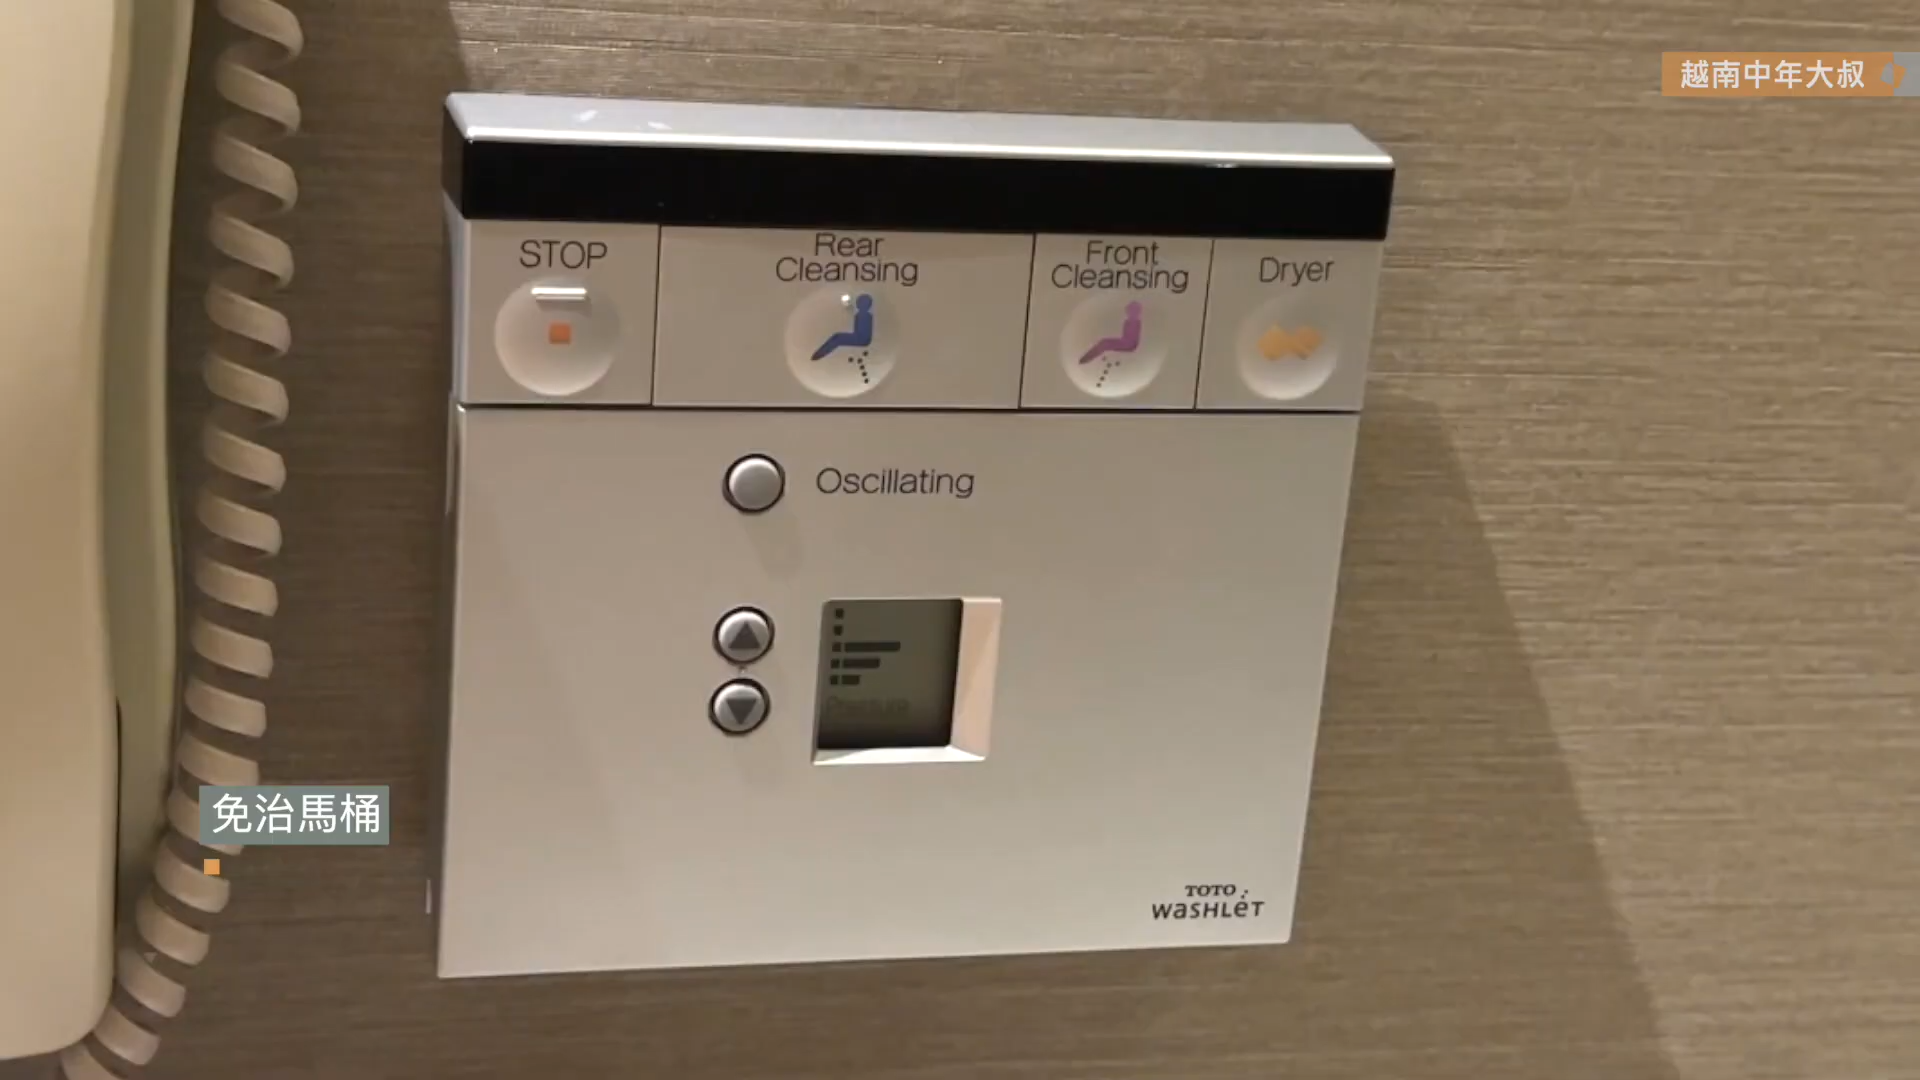 越南中年大叔
STOP
Rear
Cleansing
Front
Cleansing
Dryer
Oscillating
Pressure
免治馬桶
TOTO
WASHLET